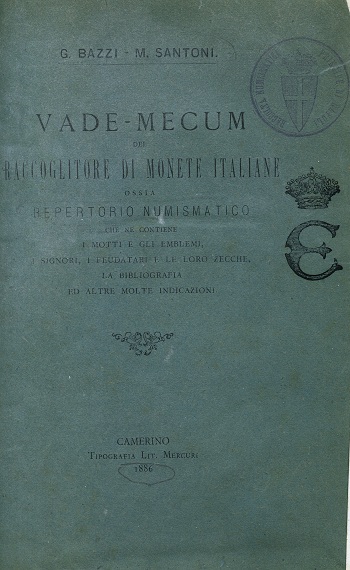 G. BAZZI - M. SANTONI.
VADE-MECUM
DEL
RACCOGLITORE DI MONETE ITALIANE
OSSIA
REPERTORIO NUMISMATICO
CHE NE CONTIENE
I MOTTI E GLI EMBLEMI,
I SIGNORI, I FEUDATARI E LE LORO ZECCHE,
LA BIBLIOGRAFIA
ED ALTRE MOLTE INDICAZIONI
E
CAMERINO
TIPOGRAFIA LIT. MERCURI
1886